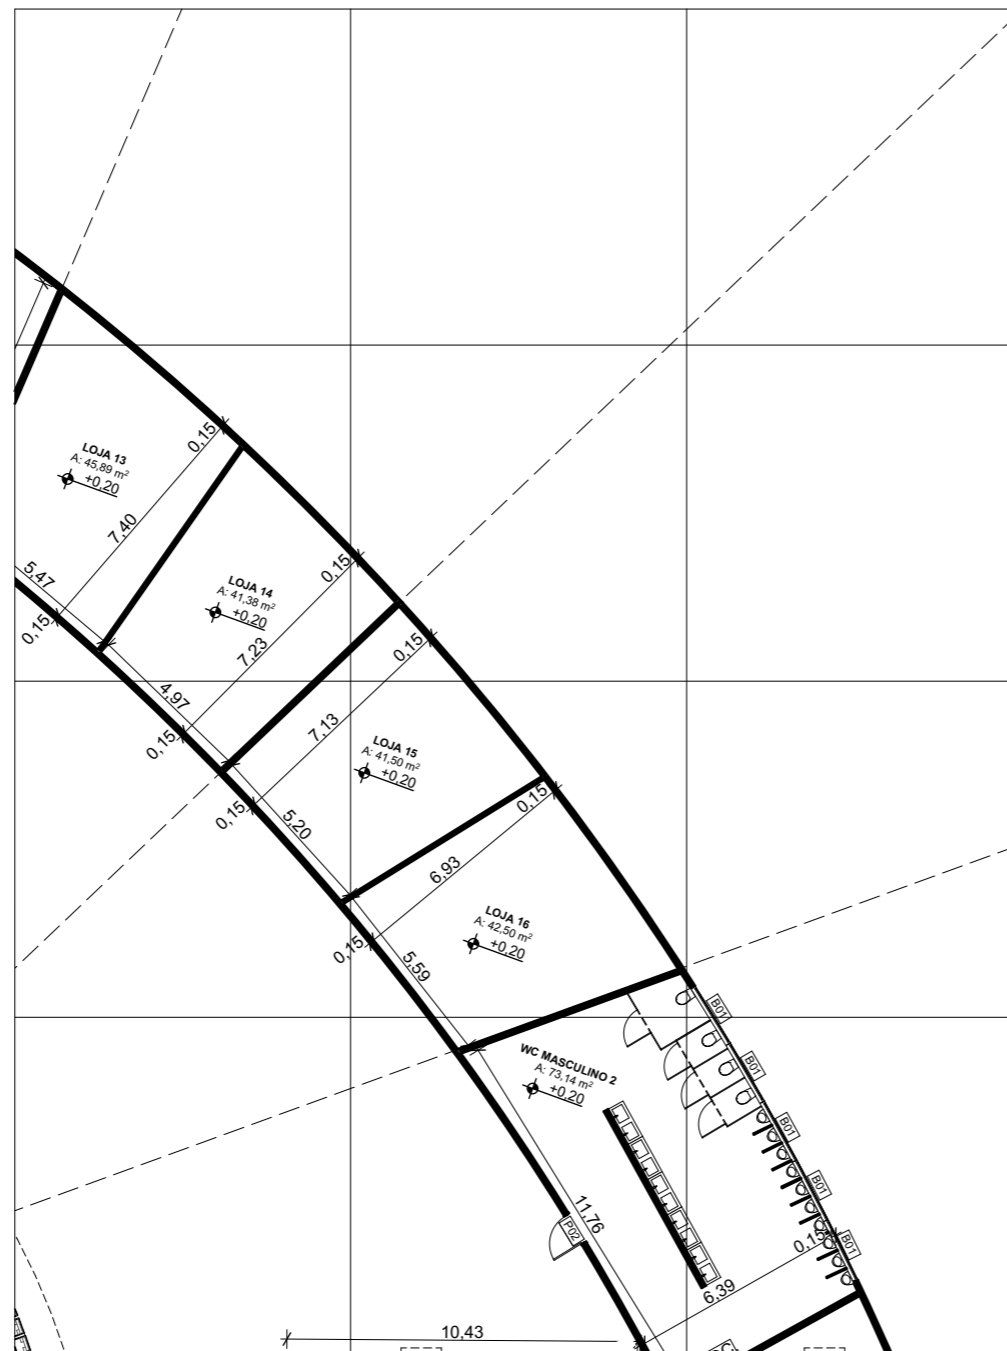 0,15
LOJA 13
A: 45,89 m²
+0,20
7,40
5,47
0,15
0,15
LOJA 14
A: 41,38 m²
+0,20
7,23
4,97
0,15
0,15
7,13
LOJA 15
A: 41,50 m²
+0,20
0,15
5,20
0,15
6,93
LOJA 16
A: 42,50 m²
+0,20
0,15
5,59
B01
WC MASCULINO 2
A: 73,14 m²
+0,20
B01
B01
B01
11,76
P02
0,15
B01
6,39
10,43